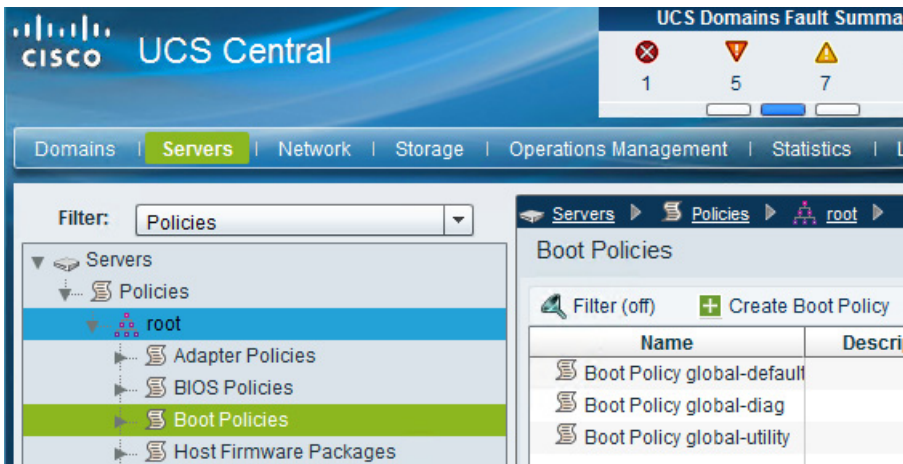 UCS Domains Fault Summa
CISCO UCS Central
1 5 7
Domains Servers Network Storage Operations Management Statistics L
Filter: Policies
Servers Policies root
Servers
Boot Policies
Policies
Filter (off) Create Boot Policy
root
Name Descri
Adapter Policies
Boot Policy global-default
BIOS Policies
Boot Policy global-diag
Boot Policies
Boot Policy global-utility
Host Firmware Packages